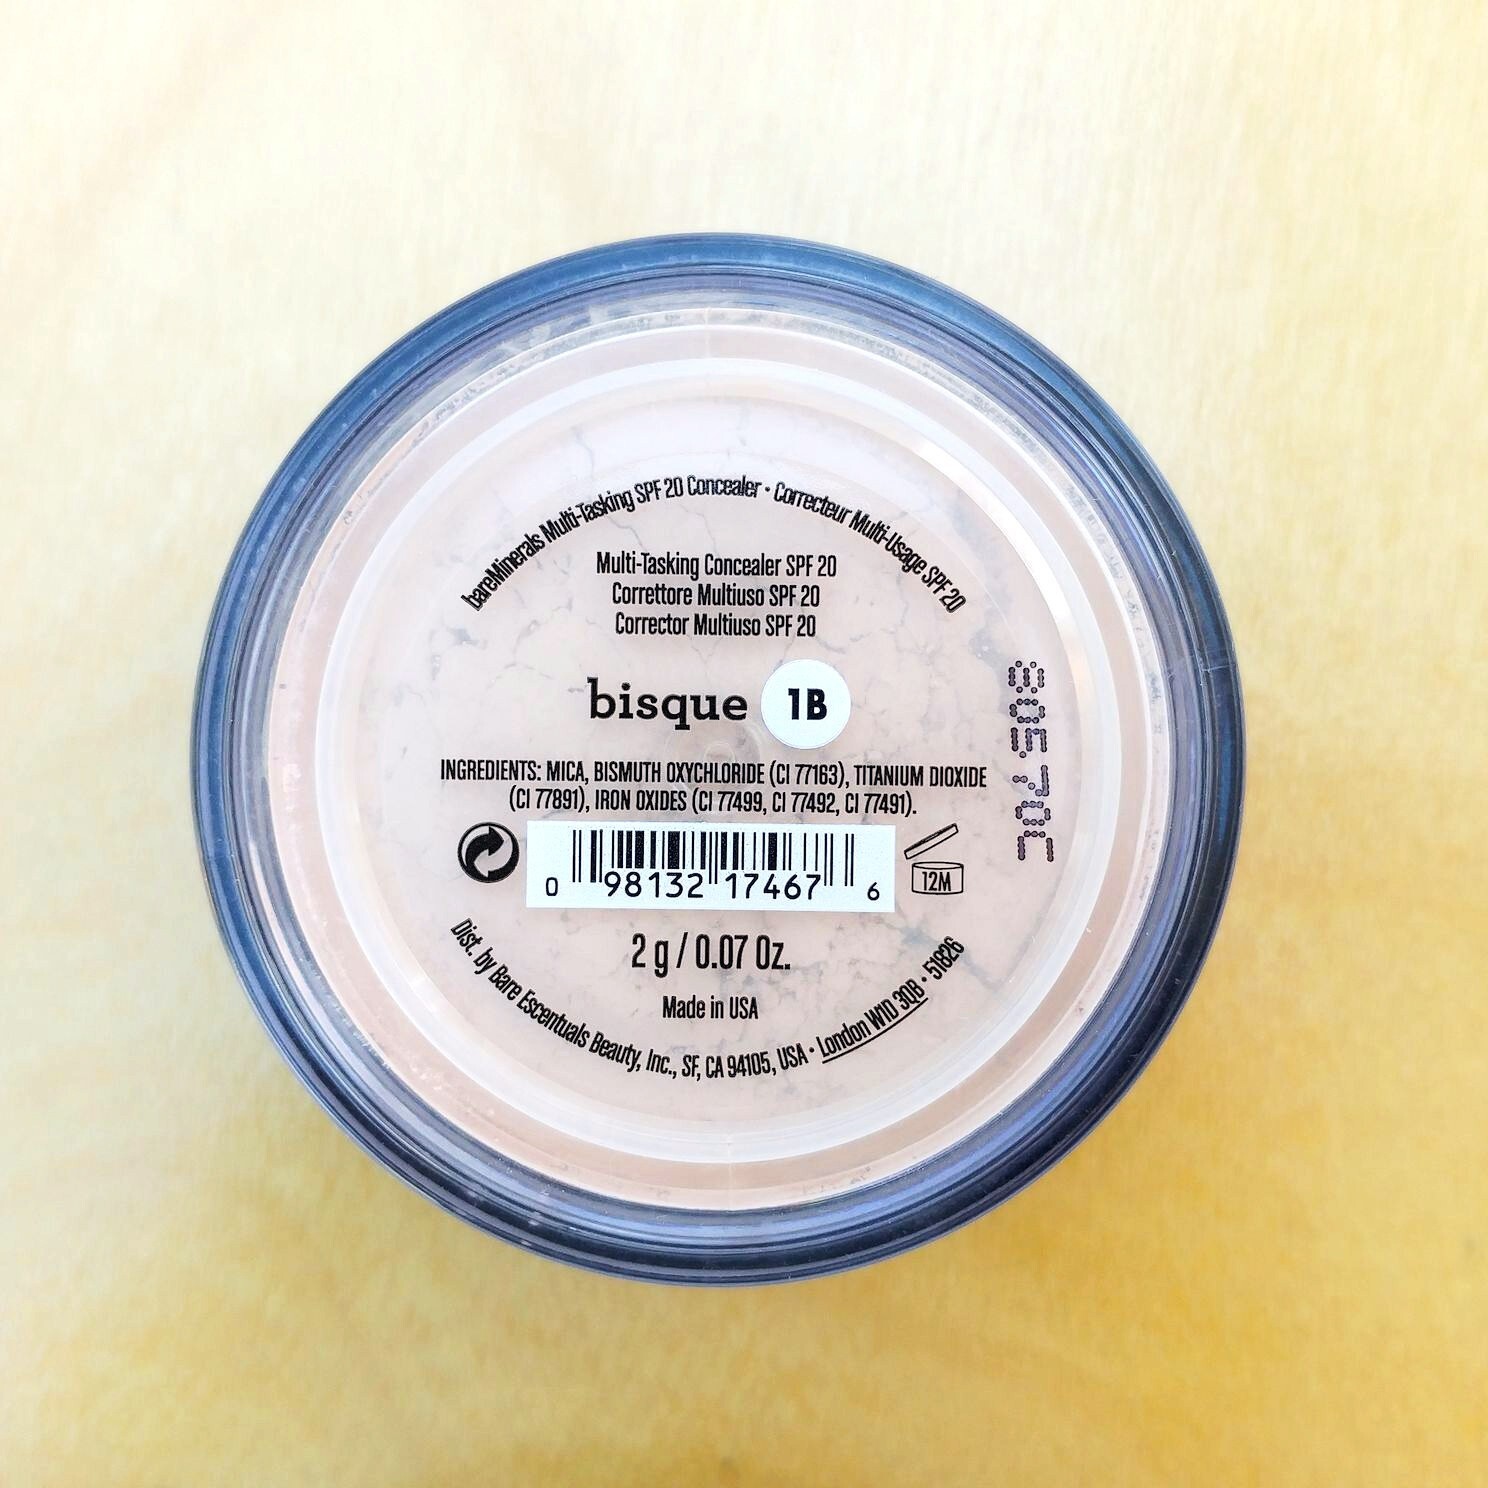 bareMinerals Multi-Tasking SPF 20 Concealer · Correcteur Multi-Usage SPF 20
Multi-Tasking Concealer SPF 20
Correttore Multiuso SPF 20
Corrector Multiuso SPF 20
bisque 1B
INGREDIENTS: MICA, BISMUTH OXYCHLORIDE (CI 77163), TITANIUM DIOXIDE
(CI 77891), IRON OXIDES (CI 77499, CI 77492, CI 77491).
0 98132 17467 6
12M
2 g / 0.07 Oz.
Made in USA
Dist. by Bare Escentuals Beauty, Inc., SF, CA 94105, USA · London W1D 3QB · 51826